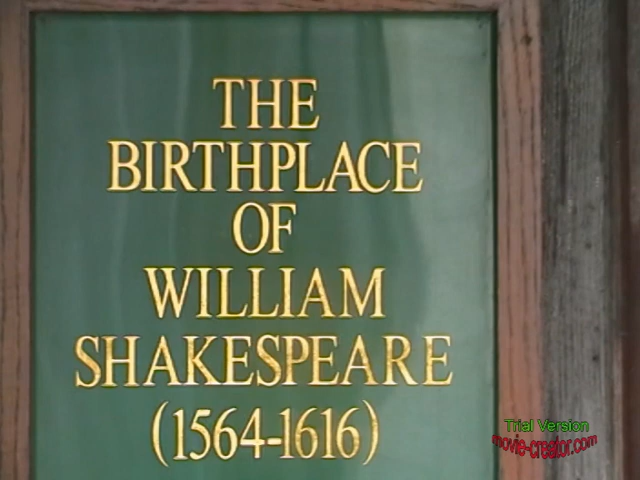 THE
BIRTHPLACE
OF
WILLIAM
SHAKESPEARE
(1564-1616)
Trial Version
movie-creator.com